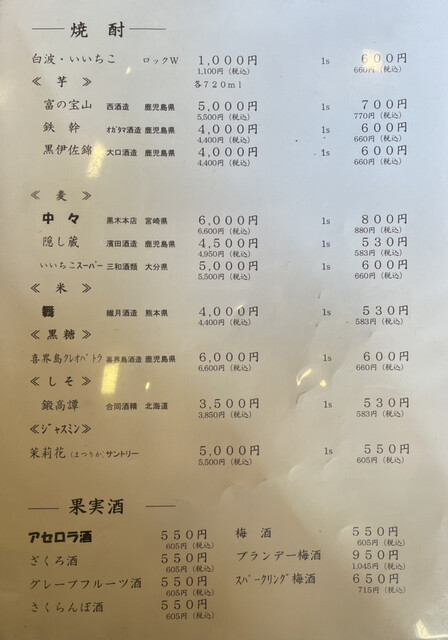 焼酎
白波・いいちこ ロックW 1,000円 1s 600円
1,100円(税込) 660円(税込)
≪芋≫ 各720ml
富の宝山 西酒造 鹿児島県 5,000円 1s 700円
5,500円(税込) 770円(税込)
鉄幹 オガタマ酒造 鹿児島県 4,000円 1s 600円
4,400円(税込) 660円(税込)
黒伊佐錦 大口酒造 鹿児島県 4,000円 1s 600円
4,400円(税込) 660円(税込)
≪麦≫
中々 黒木本店 宮崎県 6,000円 1s 800円
6,600円(税込) 880円(税込)
隠し蔵 濱田酒造 鹿児島県 4,500円 1s 530円
4,950円(税込) 583円(税込)
いいちこスーパー 三和酒類 大分県 5,000円 1s 600円
5,500円(税込) 660円(税込)
≪米≫
繊月酒造 熊本県 4,000円 1s 530円
4,400円(税込) 583円(税込)
≪黒糖≫
喜界島クレオパトラ 喜界島酒造 鹿児島県 6,000円 1s 600円
6,600円(税込) 660円(税込)
≪しそ≫
鍛高譚 合同酒精 北海道 3,500円 1s 530円
3,850円(税込) 583円(税込)
≪ジャスミン≫
茉莉花(まつりか)サントリー 5,000円 1s 550円
5,500円(税込) 605円(税込)
果実酒
アセロラ酒 550円 梅酒 550円
605円(税込) 605円(税込)
ざくろ酒 550円 ブランデー梅酒 950円
605円(税込) 1,045円(税込)
グレープフルーツ酒 550円 スパークリング梅酒 650円
605円(税込) 715円(税込)
さくらんぼ酒 550円
605円(税込)